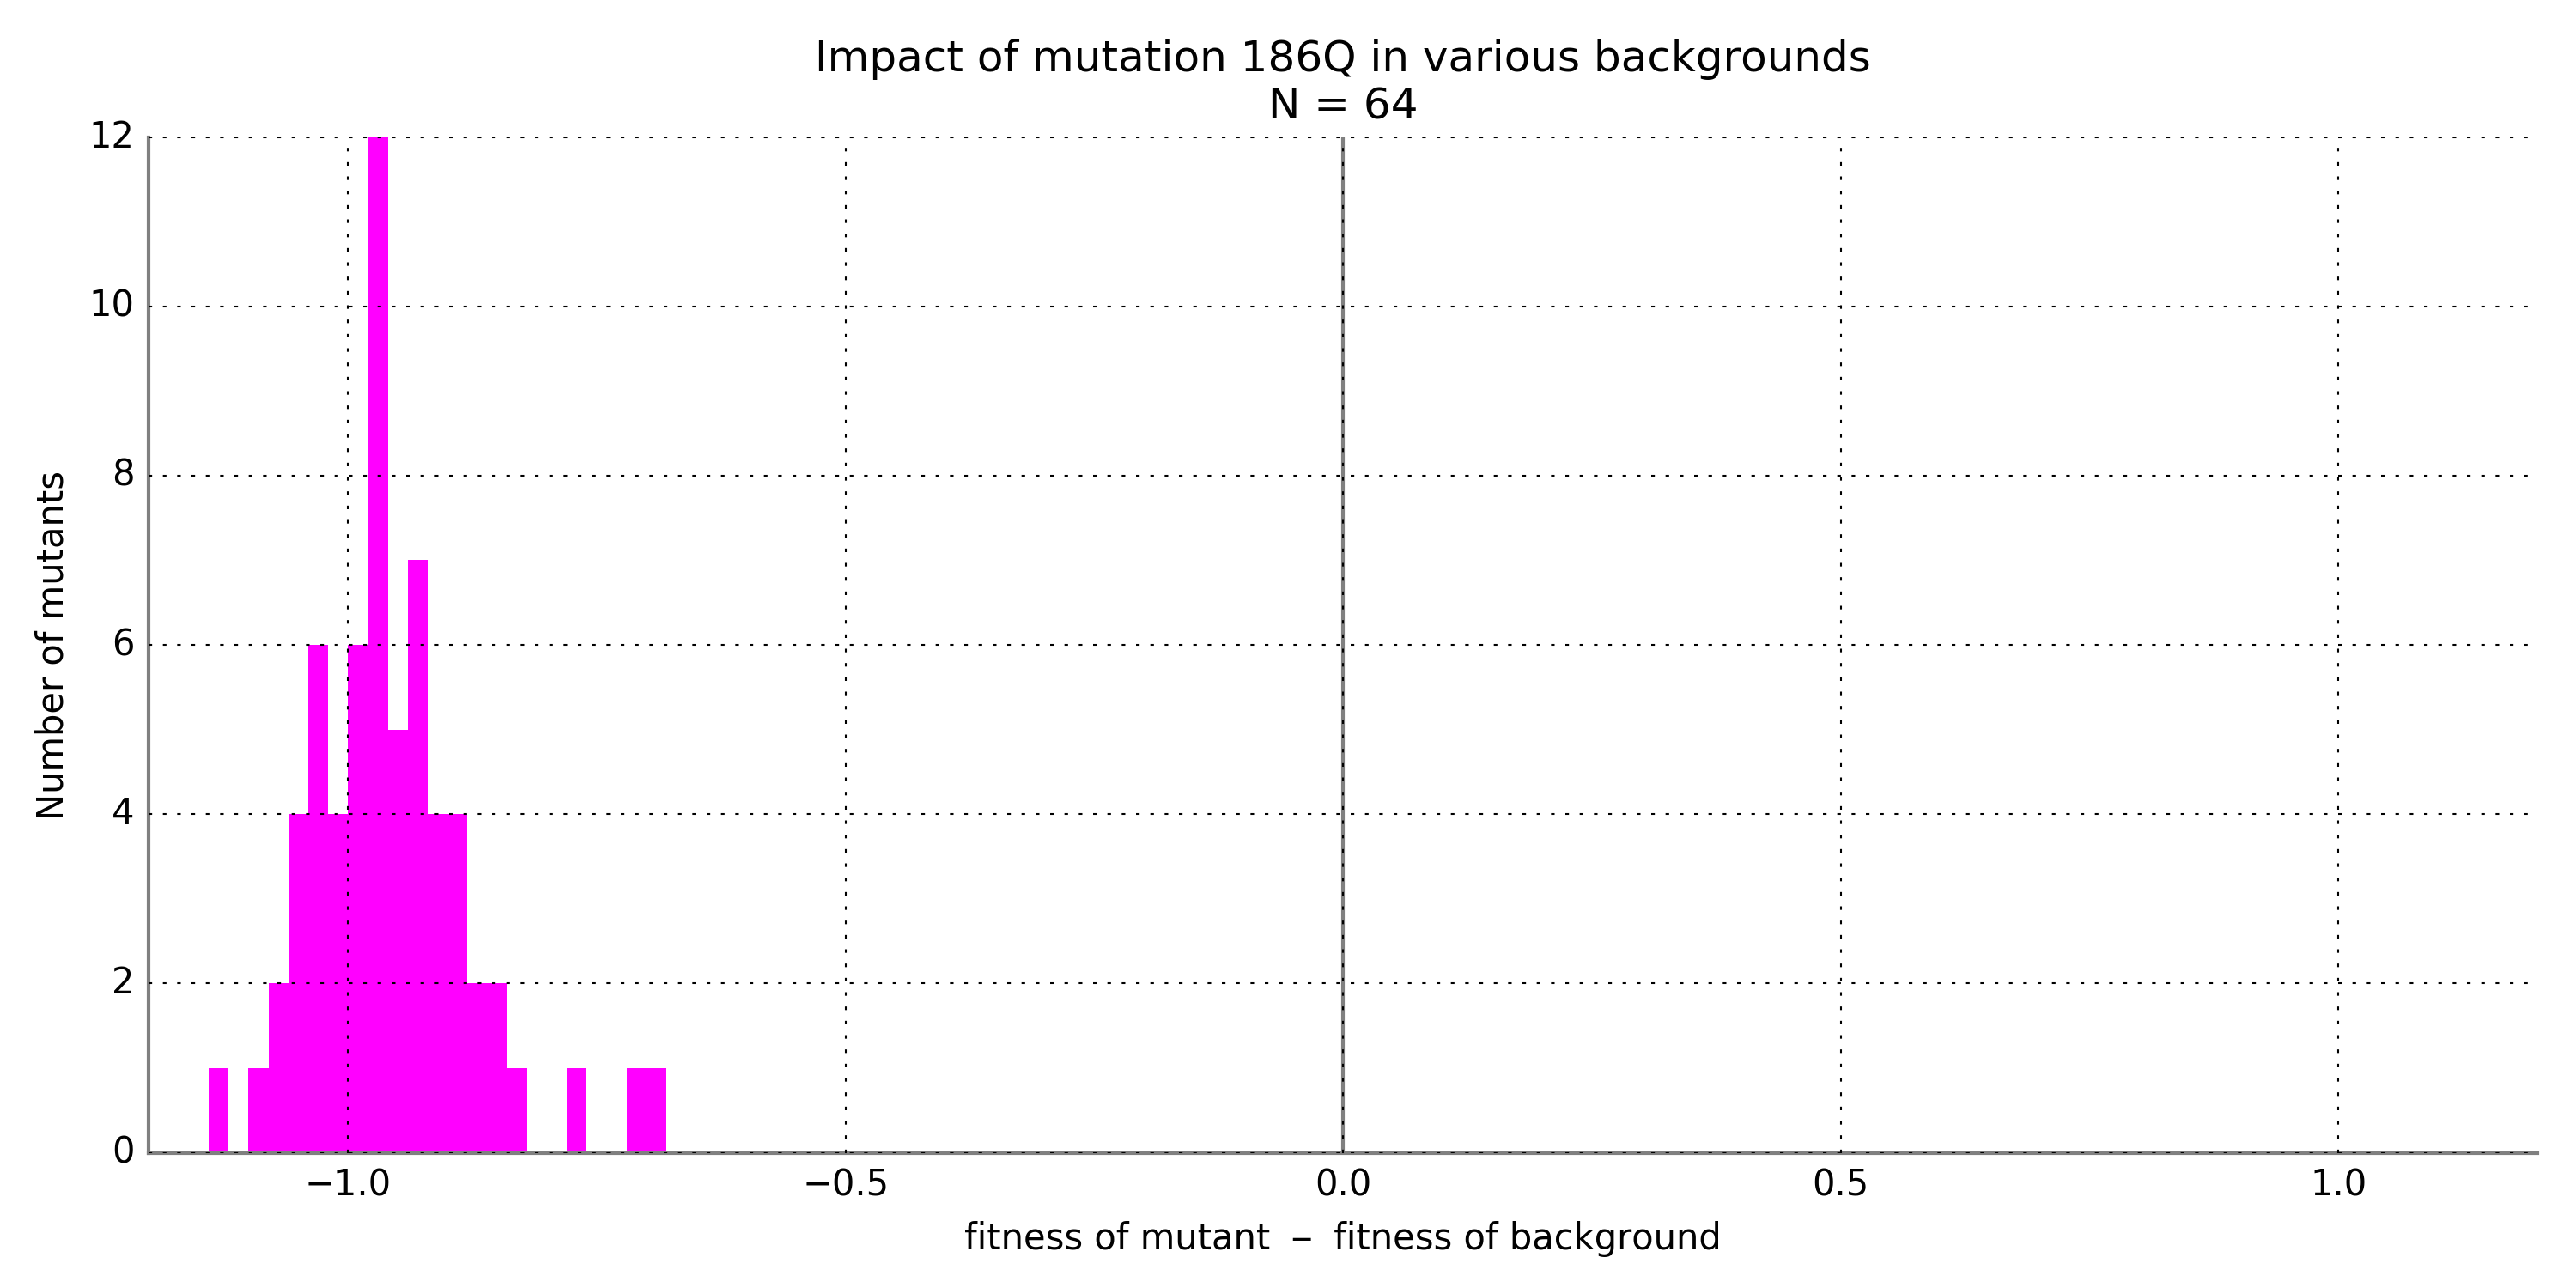 Impact of mutation 186Q in various backgrounds
N = 64
12
10
8
6
4
2
0
Number of mutants
−1.0 −0.5 0.0 0.5 1.0
fitness of mutant – fitness of background